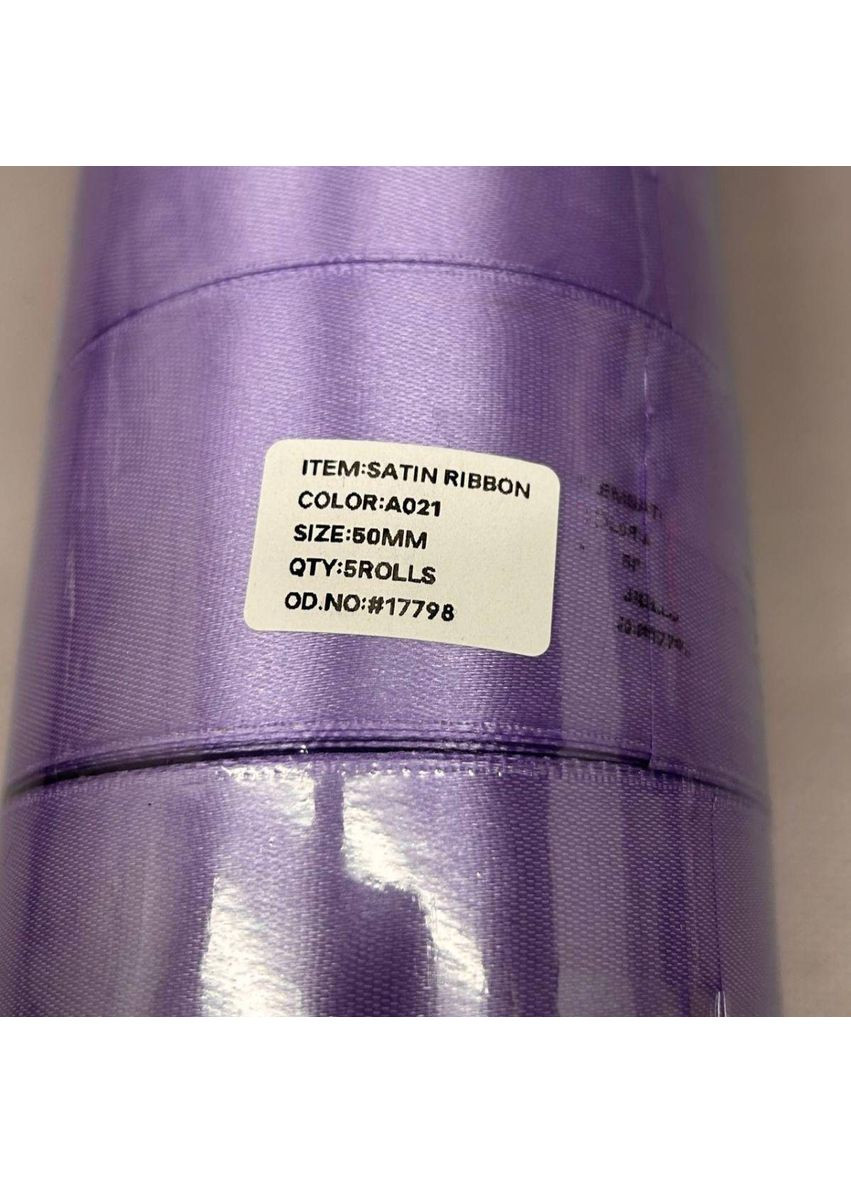 ITEM:SATIN RIBBON
COLOR:A021
SIZE:50MM
QTY:5ROLLS
OD.NO:#17798